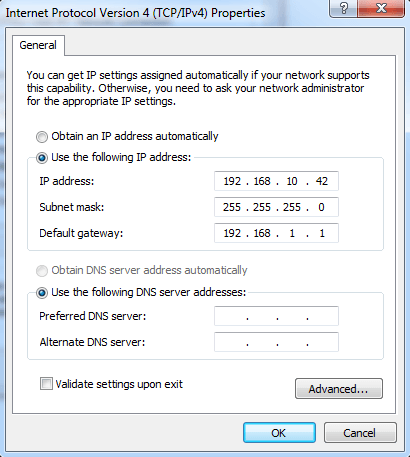 Internet Protocol Version 4 (TCP/IPv4) Properties
General
You can get IP settings assigned automatically if your network supports
this capability. Otherwise, you need to ask your network administrator
for the appropriate IP settings.
Obtain an IP address automatically
Use the following IP address:
IP address: 192 . 168 . 10 . 42
Subnet mask: 255 . 255 . 255 . 0
Default gateway: 192 . 168 . 1 . 1
Obtain DNS server address automatically
Use the following DNS server addresses:
Preferred DNS server: . . .
Alternate DNS server: . . .
Validate settings upon exit
Advanced...
OK Cancel